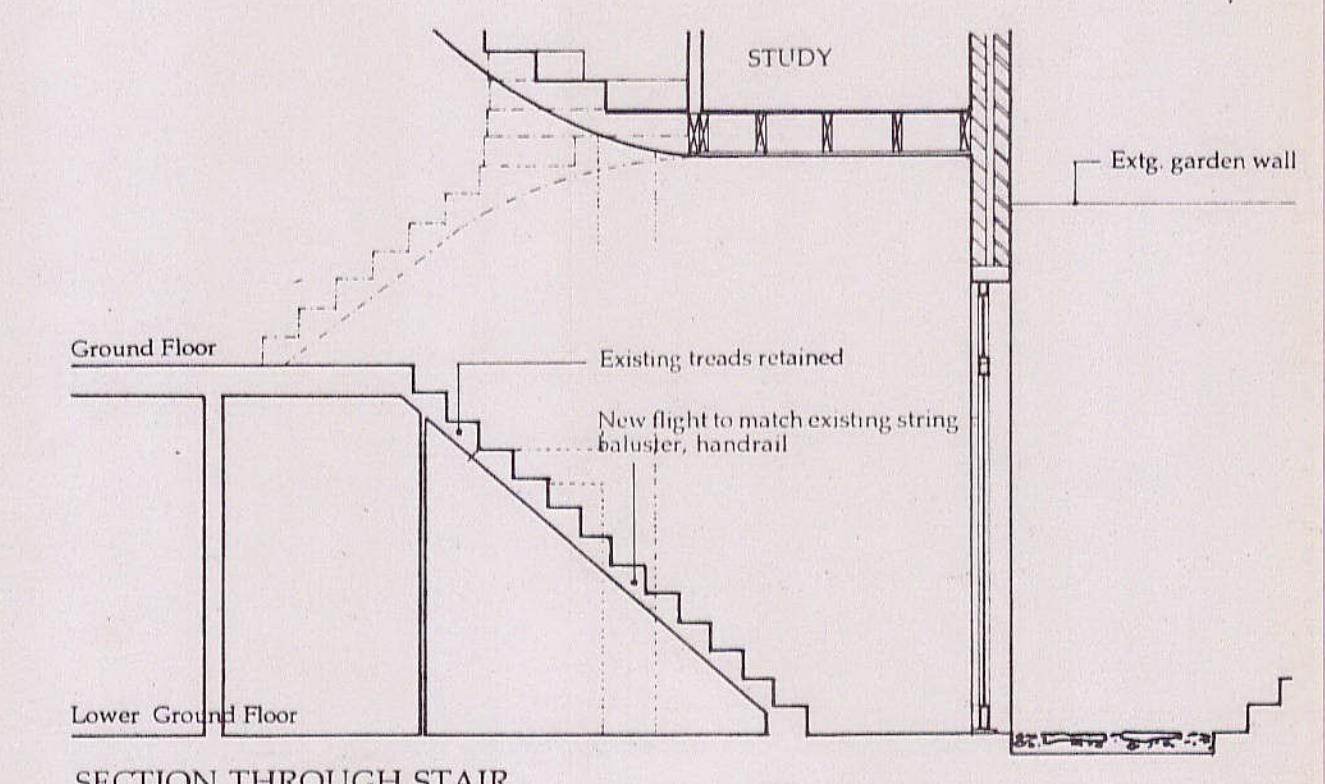 STUDY
Extg. garden wall
Ground Floor
Existing treads retained
New flight to match existing string
baluster, handrail
Lower Ground Floor
SECTION THROUGH STAIR